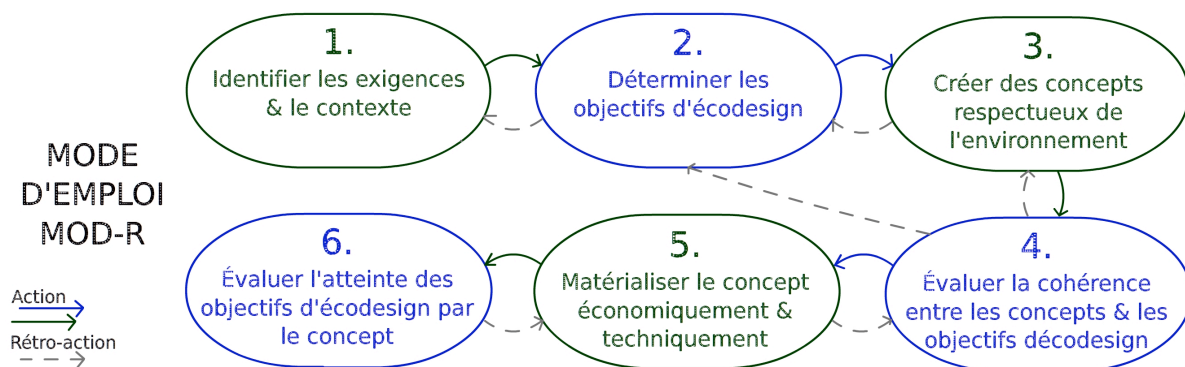 MODE
D'EMPLOI
MOD-R
Action
Rétro-action
1.
Identifier les exigences
& le contexte
2.
Déterminer les
objectifs d'écodesign
3.
Créer des concepts
respectueux de
l'environnement
4.
Évaluer la cohérence
entre les concepts & les
objectifs décodesign
5.
Matérialiser le concept
économiquement &
techniquement
6.
Évaluer l'atteinte des
objectifs d'écodesign par
le concept